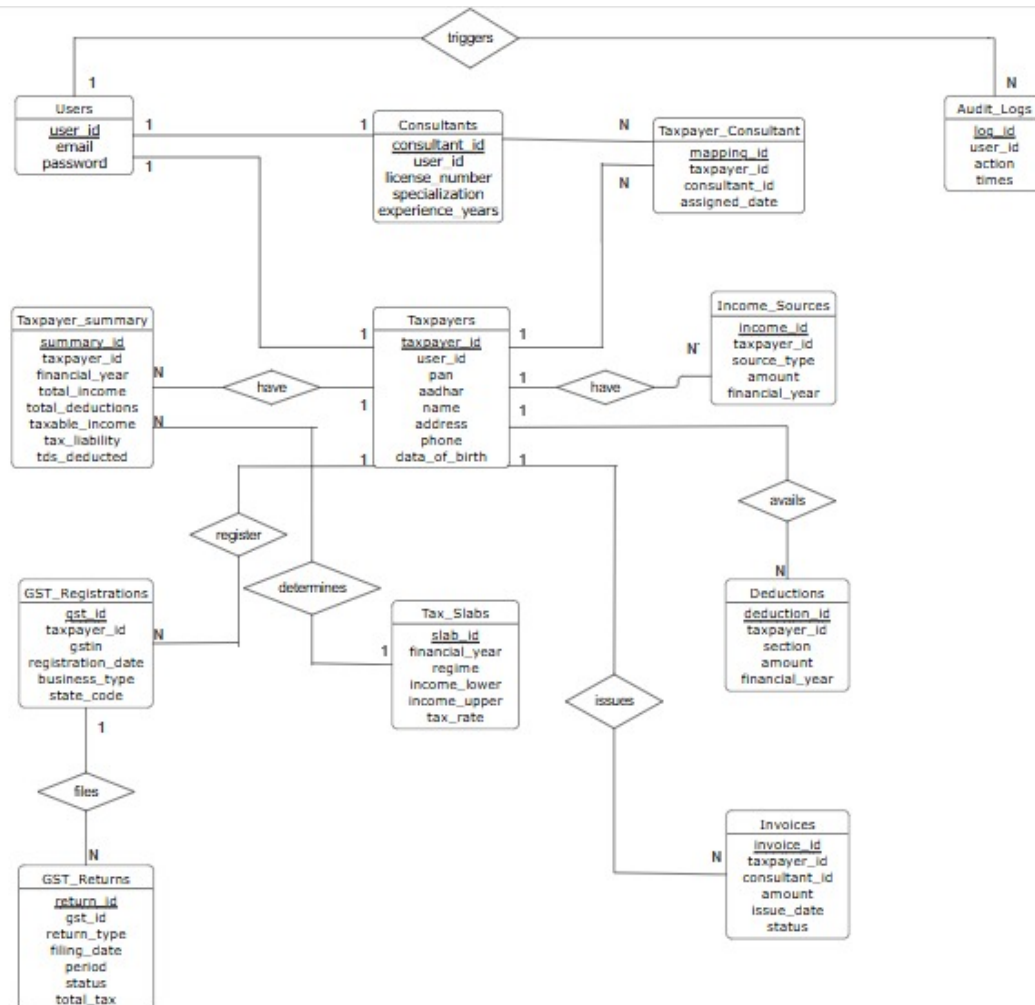 triggers
1
N
Users
user_id
email
password
1
1
1
Consultants
consultant_id
user_id
license_number
specialization
experience_years
N
N
Taxpayer_Consultant
mapping_id
taxpayer_id
consultant_id
assigned_date
Audit_Logs
log_id
user_id
action
times
Taxpayer_summary
summary_id
taxpayer_id
financial_year
total_income
total_deductions
taxable_income
tax_liability
tds_deducted
N
N
have
1
1
1
Taxpayers
taxpayer_id
user_id
pan
aadhar
name
address
phone
data_of_birth
1
1
1
1
have
N
Income_Sources
income_id
taxpayer_id
source_type
amount
financial_year
register
determines
avails
N
Deductions
deduction_id
taxpayer_id
section
amount
financial_year
GST_Registrations
gst_id
taxpayer_id
gstin
registration_date
business_type
state_code
N
1
Tax_Slabs
slab_id
financial_year
regime
income_lower
income_upper
tax_rate
issues
1
files
N
GST_Returns
return_id
gst_id
return_type
filing_date
period
status
total_tax
N
Invoices
invoice_id
taxpayer_id
consultant_id
amount
issue_date
status